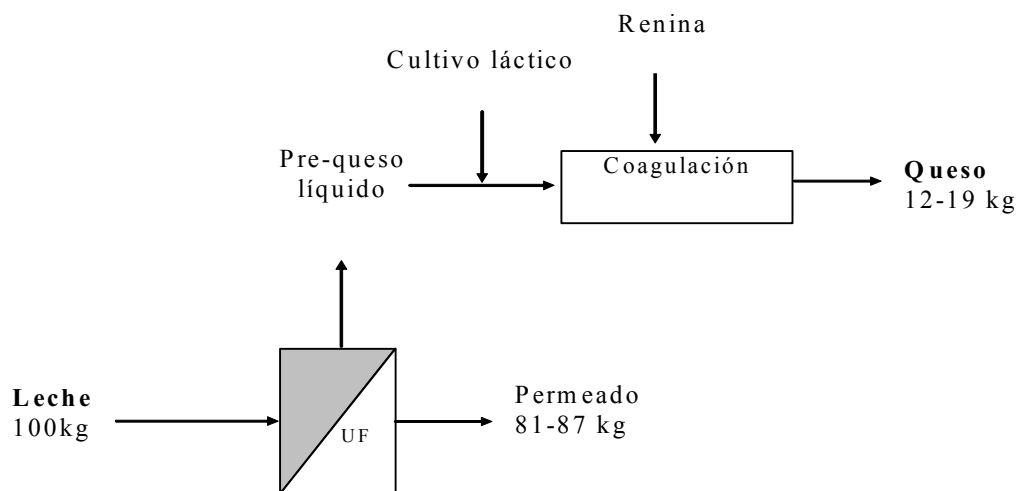 Renina
Cultivo láctico
Pre-queso
líquido
Coagulación
Queso
12-19 kg
Leche
100kg
UF
Permeado
81-87 kg